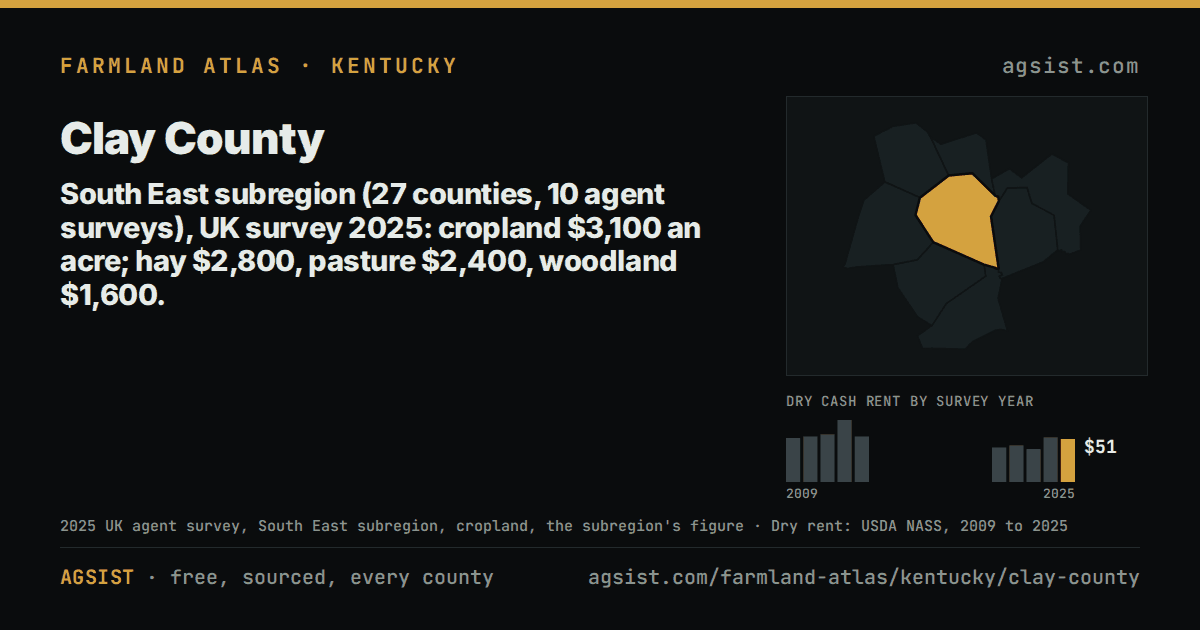 FARMLAND ATLAS · KENTUCKY
agsist.com
Clay County
South East subregion (27 counties, 10 agent
surveys), UK survey 2025: cropland $3,100 an
acre; hay $2,800, pasture $2,400, woodland
$1,600.
DRY CASH RENT BY SURVEY YEAR
$51
2009
2025
2025 UK agent survey, South East subregion, cropland, the subregion's figure · Dry rent: USDA NASS, 2009 to 2025
AGSIST · free, sourced, every county
agsist.com/farmland-atlas/kentucky/clay-county